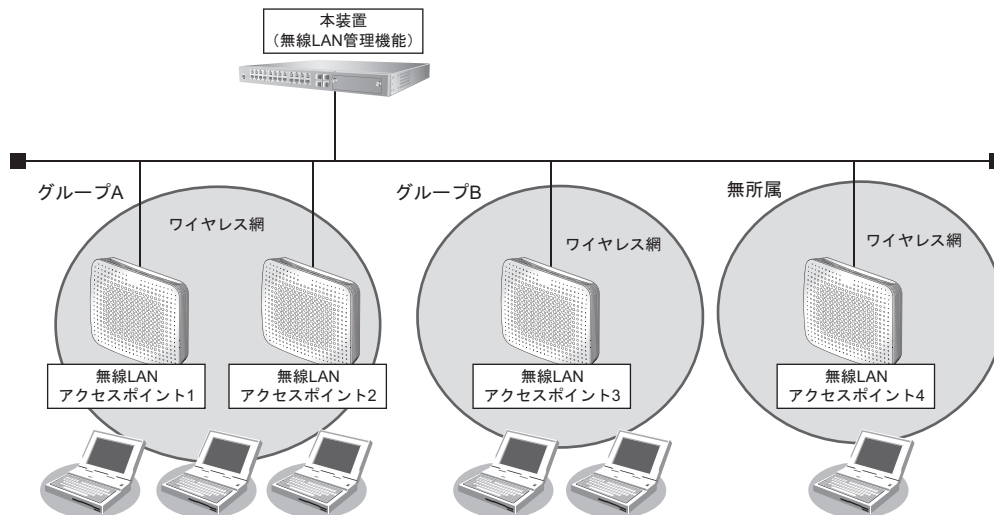 本装置
（無線LAN管理機能）
グループA
グループB
無所属
ワイヤレス網
ワイヤレス網
ワイヤレス網
無線LAN
アクセスポイント1
無線LAN
アクセスポイント2
無線LAN
アクセスポイント3
無線LAN
アクセスポイント4